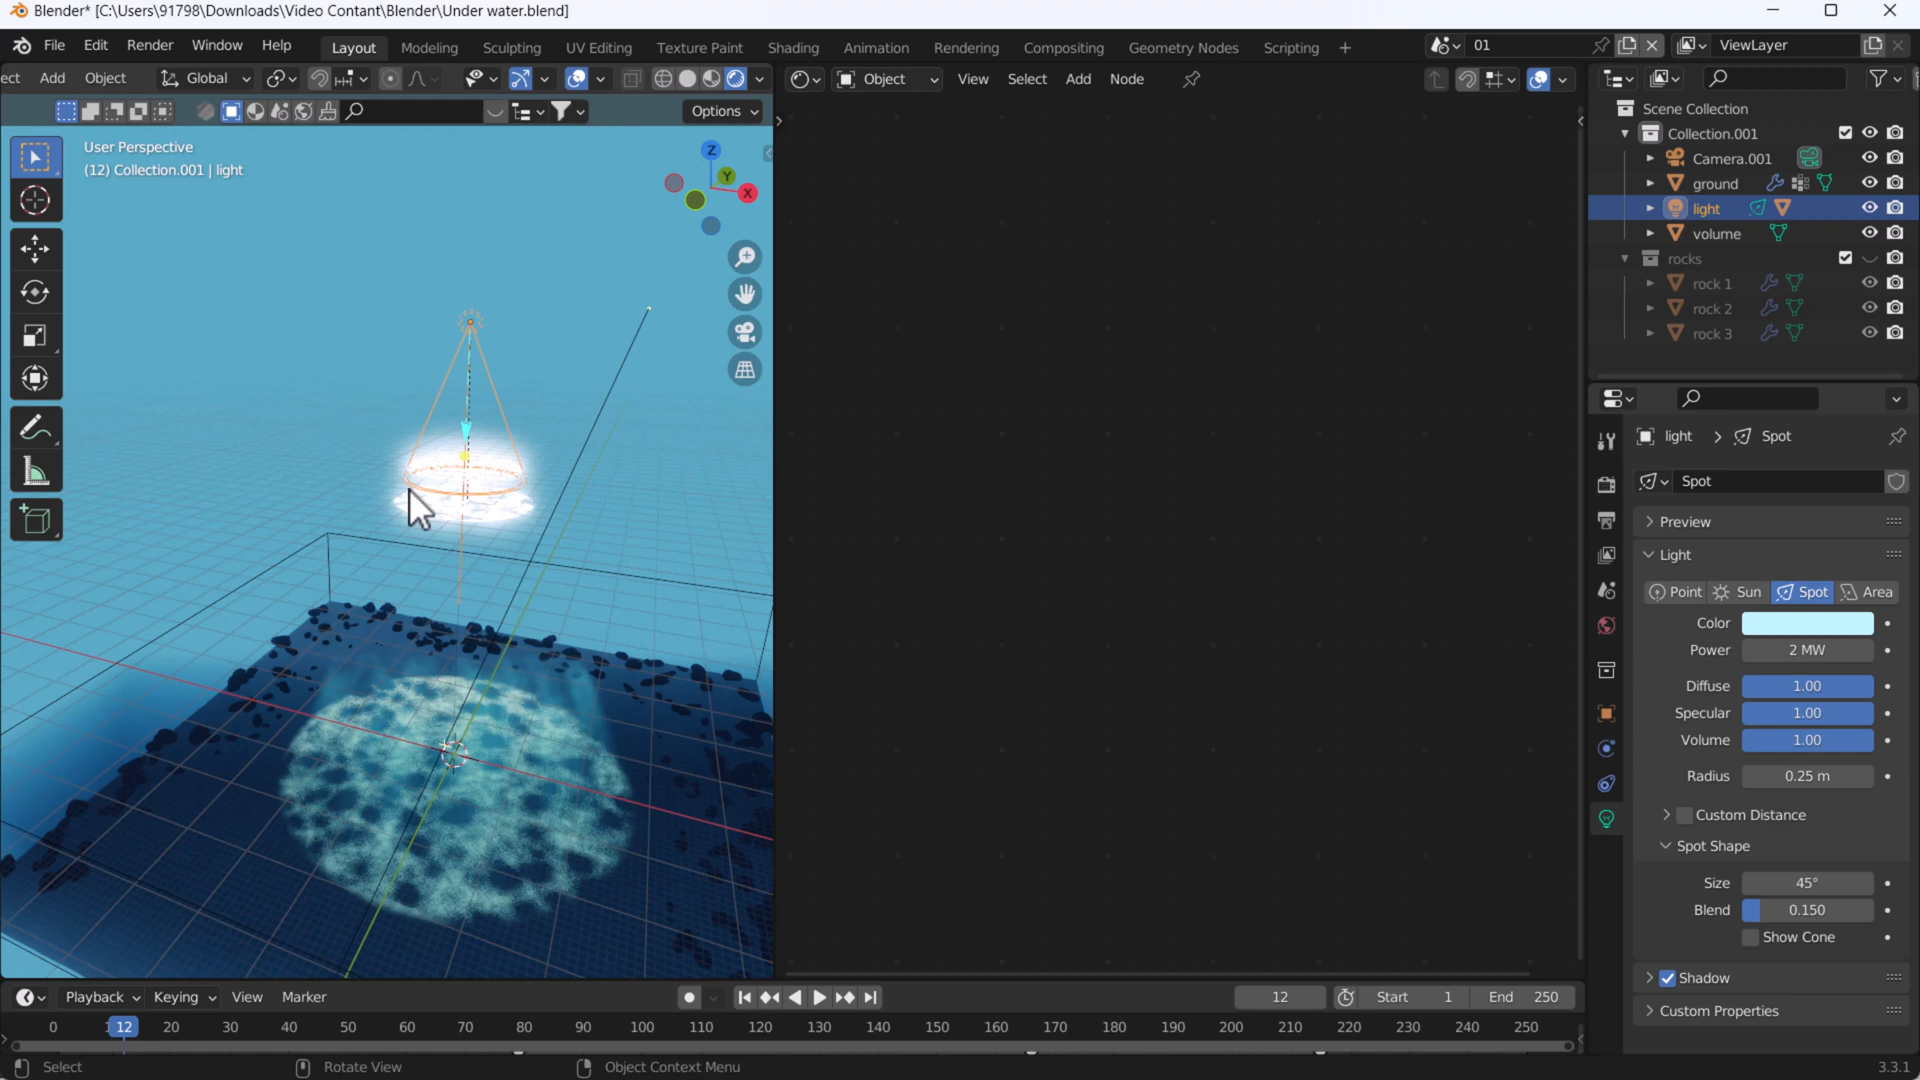 Blender* [C:\Users\91798\Downloads\Video Contant\Blender\Under water.blend]
File Edit Render Window Help Layout Modeling Sculpting UV Editing Texture Paint Shading Animation Rendering Compositing Geometry Nodes Scripting + 01 ViewLayer
ect Add Object Global Object View Select Add Node
Options
User Perspective
(12) Collection.001 | light
Z
Y
X
Scene Collection
Collection.001
Camera.001
ground
light
volume
rocks
rock 1
rock 2
rock 3
light > Spot
Spot
Preview
Light
Point Sun Spot Area
Color
Power 2 MW
Diffuse 1.00
Specular 1.00
Volume 1.00
Radius 0.25 m
Custom Distance
Spot Shape
Size 45°
Blend 0.150
Show Cone
Shadow
Custom Properties
Playback Keying View Marker 12 Start 1 End 250
0 12 20 30 40 50 60 70 80 90 100 110 120 130 140 150 160 170 180 190 200 210 220 230 240 250
Select Rotate View Object Context Menu 3.3.1